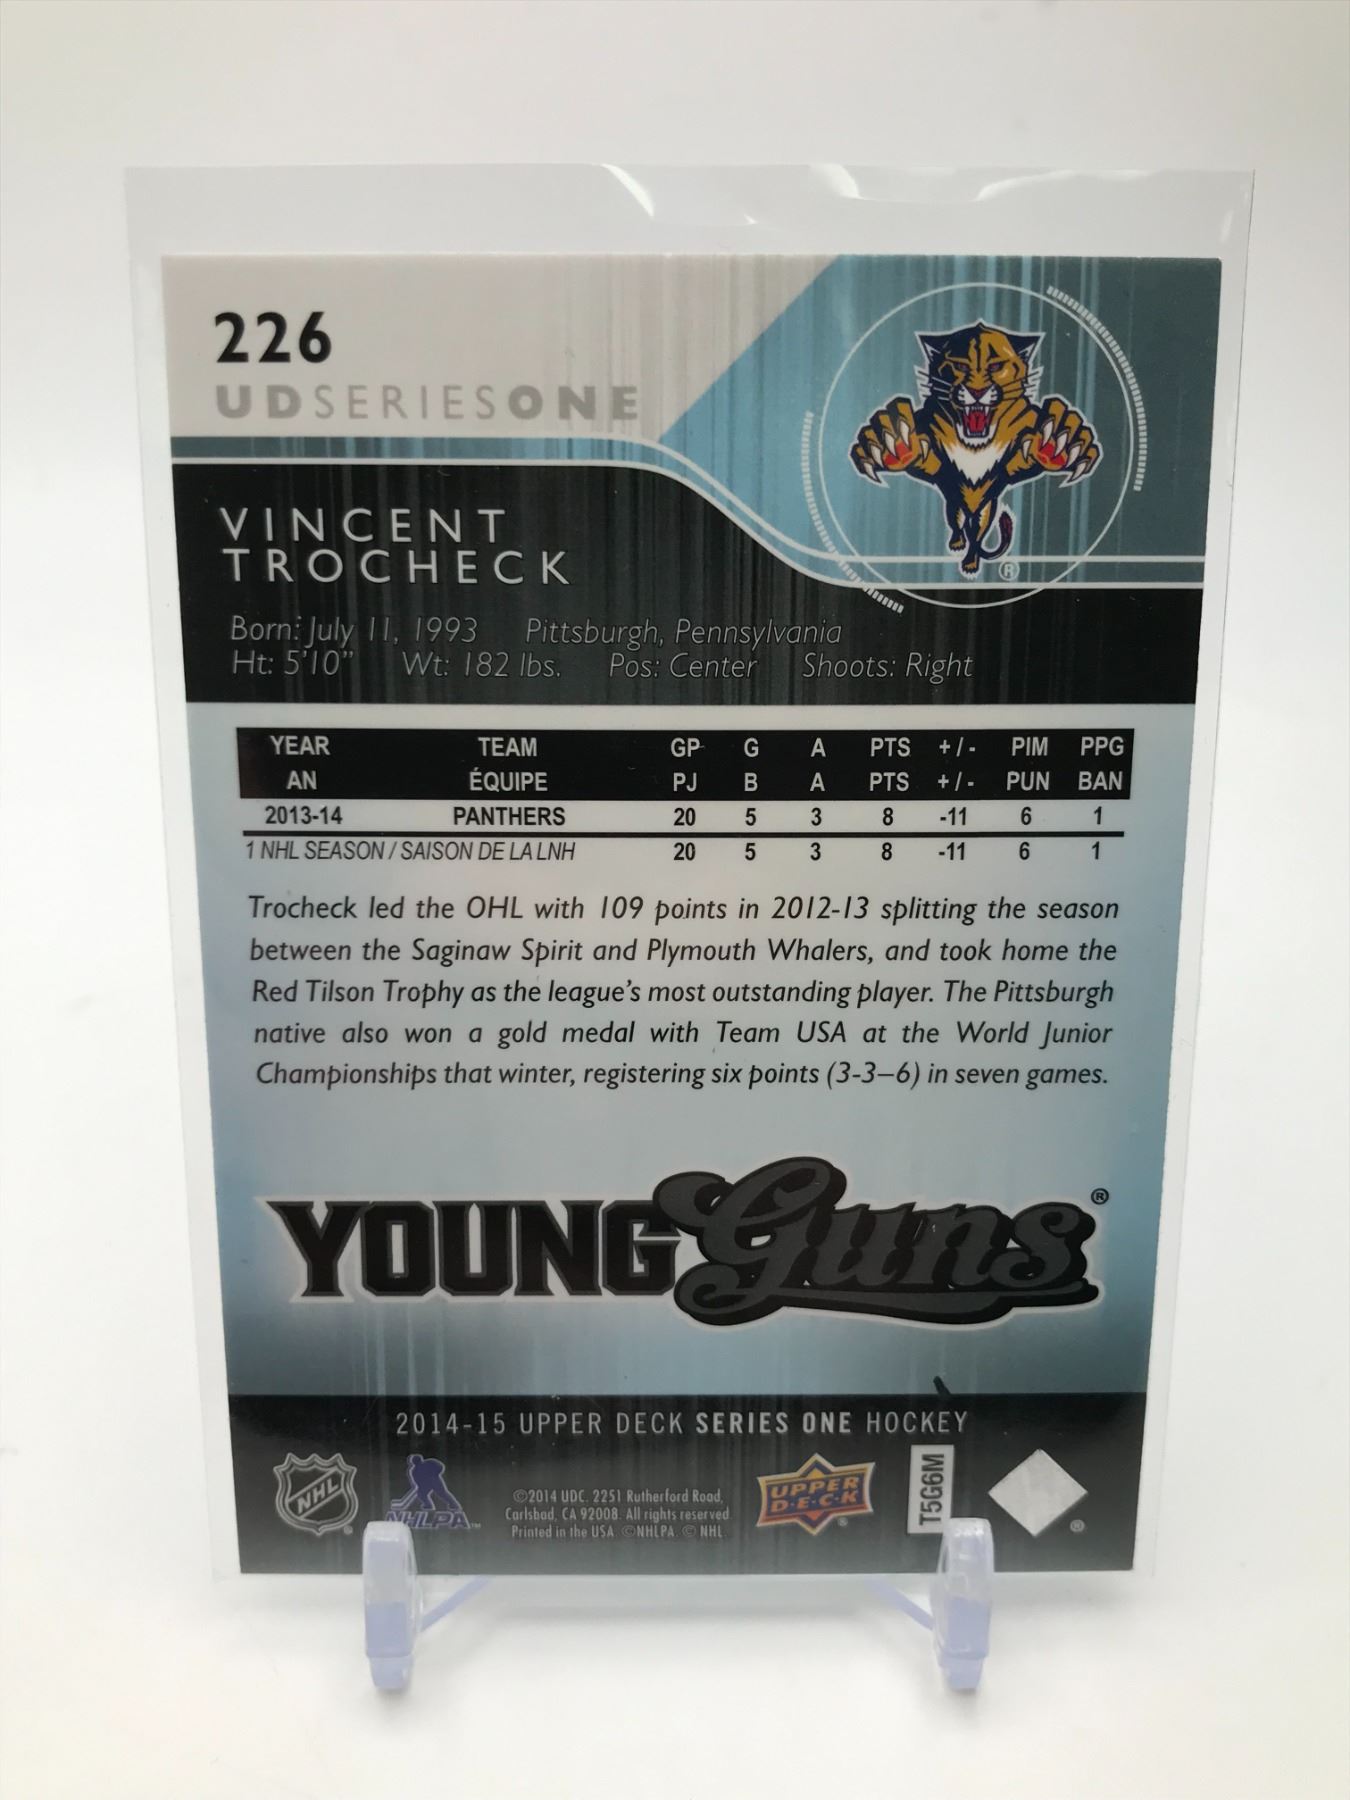 226
UDSERIESONE
VINCENT
TROCHECK
®
Born: July 11, 1993 Pittsburgh, Pennsylvania
Ht: 5'10" Wt: 182 lbs. Pos: Center Shoots: Right
YEAR TEAM GP G A PTS +/- PIM PPG
AN ÉQUIPE PJ B A PTS +/- PUN BAN
2013-14 PANTHERS 20 5 3 8 -11 6 1
1 NHL SEASON / SAISON DE LA LNH 20 5 3 8 -11 6 1
Trocheck led the OHL with 109 points in 2012-13 splitting the season
between the Saginaw Spirit and Plymouth Whalers, and took home the
Red Tilson Trophy as the league's most outstanding player. The Pittsburgh
native also won a gold medal with Team USA at the World Junior
Championships that winter, registering six points (3-3–6) in seven games.
YOUNG Guns®
2014-15 UPPER DECK SERIES ONE HOCKEY
NHL®
NHLPA™
©2014 UDC. 2251 Rutherford Road,
Carlsbad, CA 92008. All rights reserved.
Printed in the USA. ©NHLPA. © NHL.
UPPER
D·E·C·K®
T5G6M
®